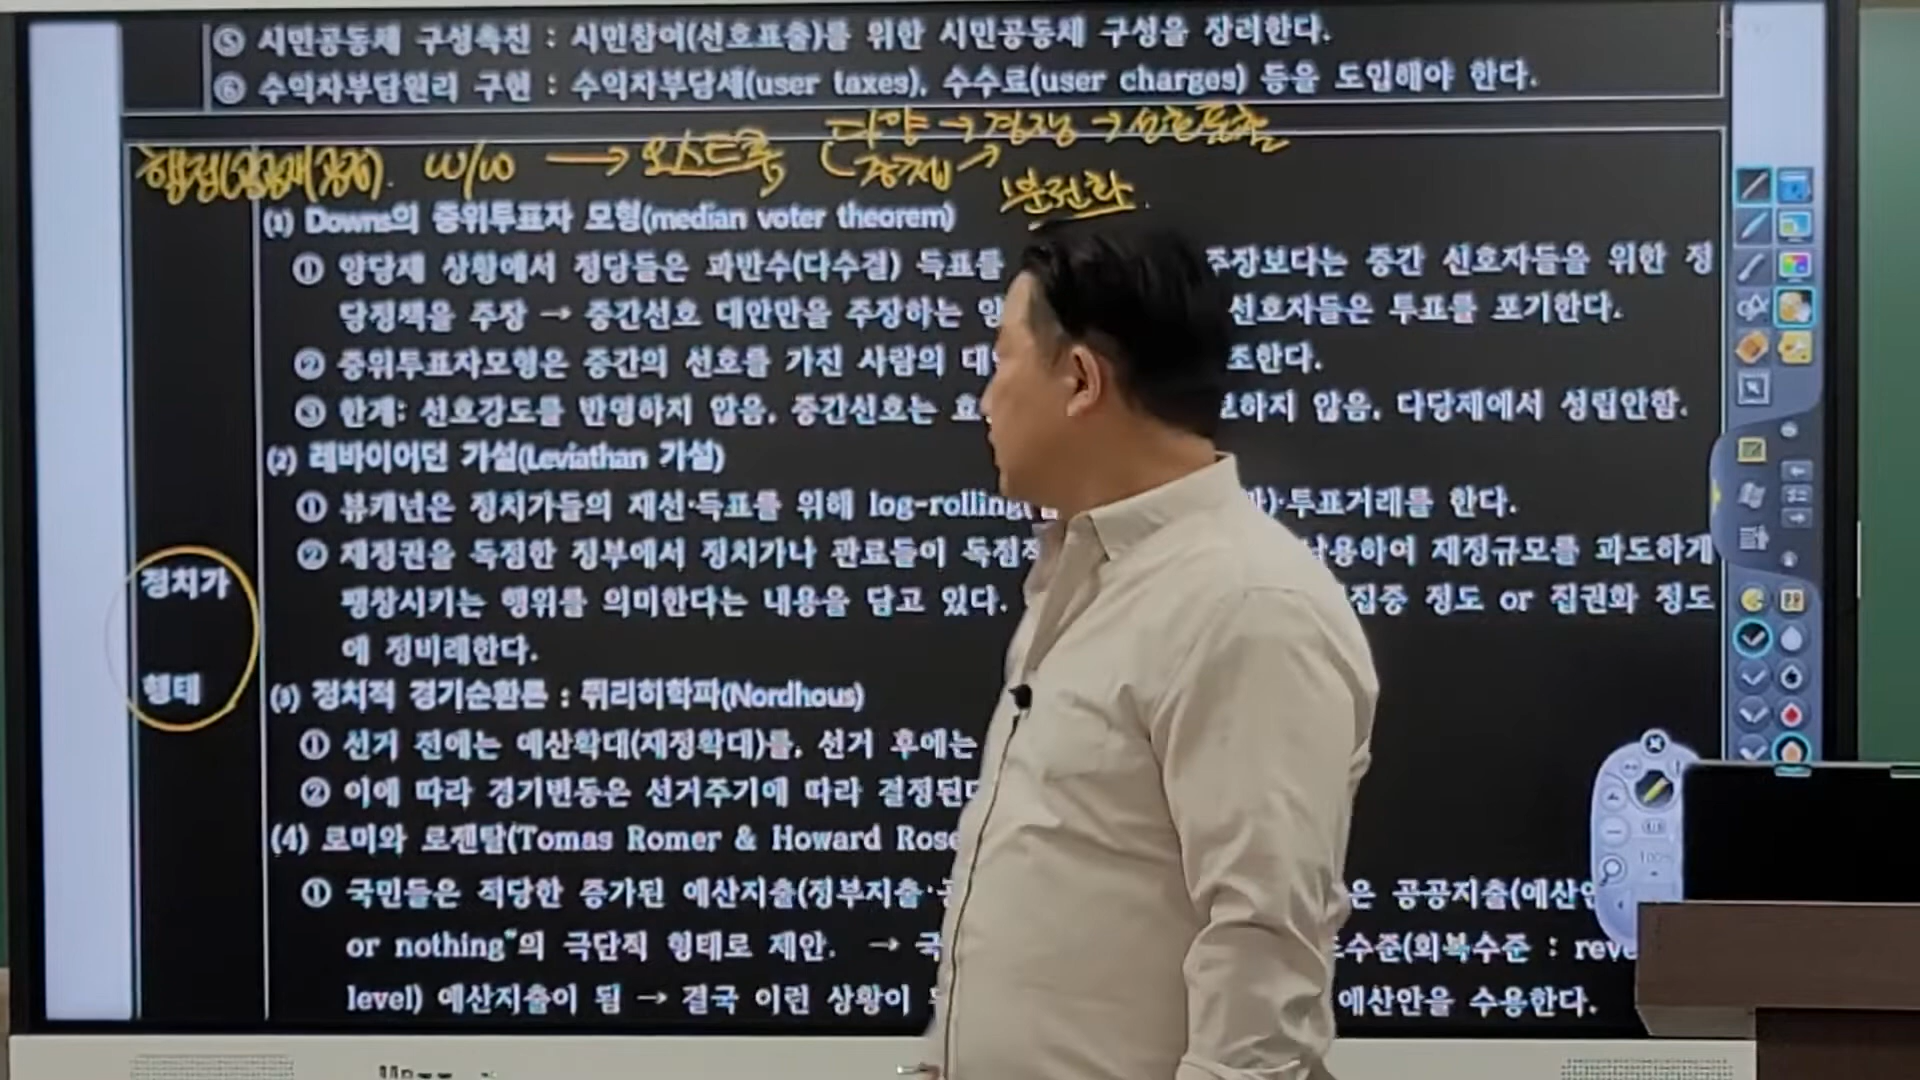 ⑤ 시민공동체 구성촉진 : 시민참여(선호표출)를 위한 시민공동체 구성을 장려한다.
⑥ 수익자부담원리 구현 : 수익자부담세(user taxes), 수수료(user charges) 등을 도입해야 한다.
다양 → 경쟁 → 선호표출
행정(공공재(공급). W/W → 오스트롬 중첩
분권화.
(1) Downs의 중위투표자 모형(median voter theorem)
① 양당제 상황에서 정당들은 과반수(다수결) 득표를 주장보다는 중간 선호자들을 위한 정
당정책을 주장 → 중간선호 대안만을 주장하는 선호자들은 투표를 포기한다.
② 중위투표자모형은 중간의 선호를 가진 사람의 조한다.
③ 한계: 선호강도를 반영하지 않음, 중간신호는 하지 않음, 다당제에서 성립안함.
(2) 레바이어던 가설(Leviathan 가설)
① 뷰캐넌은 정치가들의 재선·득표를 위해 log-rolling( )·투표거래를 한다.
② 재정권을 독점한 정부에서 정치가나 관료들이 남용하여 재정규모를 과도하게
팽창시키는 행위를 의미한다는 내용을 담고 있다. 집중 정도 or 집권화 정도
에 정비례한다.
정치가
행태
(3) 정치적 경기순환론 : 쮜리히학파(Nordhous)
① 선거 전에는 예산확대(재정확대)를, 선거 후에는
② 이에 따라 경기변동은 선거주기에 따라 결정된다
(4) 로머와 로젠탈(Tomas Romer & Howard Rose
① 국민들은 적당한 증가된 예산지출(정부지출· 은 공공지출(예산안
or nothing"의 극단적 형태로 제안. → 수준(회복수준 : reve
level) 예산지출이 됨 → 결국 이런 상황이 예산안을 수용한다.